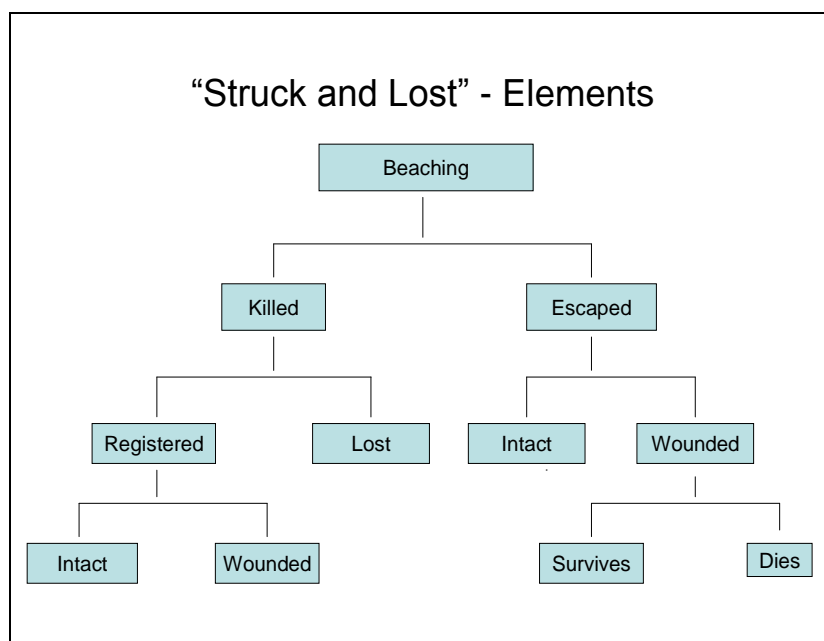 “Struck and Lost” - Elements
Beaching
Killed
Escaped
Registered
Lost
Intact
Wounded
Intact
Wounded
Survives
Dies